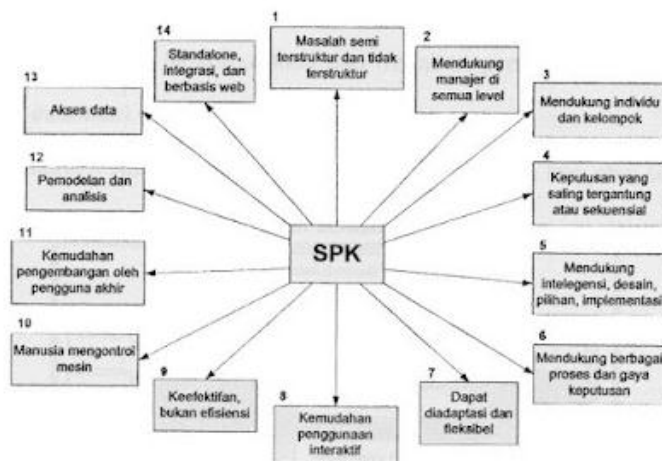 1
Masalah semi
terstruktur dan tidak
terstruktur
2
Mendukung
manajer di
semua level
3
Mendukung individu
dan kelompok
4
Keputusan yang
saling tergantung
atau sekuensial
5
Mendukung
intelegensi, desain,
pilihan, implementasi
6
Mendukung berbagai
proses dan gaya
keputusan
7
Dapat
diadaptasi dan
fleksibel
8
Kemudahan
penggunaan
interaktif
9
Keefektifan,
bukan efisiensi
10
Manusia mengontrol
mesin
11
Kemudahan
pengembangan oleh
pengguna akhir
12
Pemodelan dan
analisis
13
Akses data
14
Standalone,
integrasi, dan
berbasis web
SPK